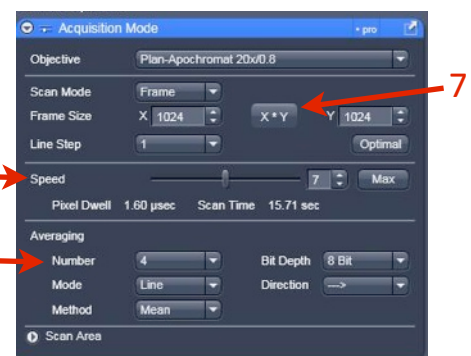 Acquisition Mode • pro
Objective Plan-Apochromat 20x/0.8
Scan Mode Frame
Frame Size X 1024 X * Y Y 1024
Line Step 1 Optimal
Speed 7 Max
Pixel Dwell 1.60 µsec Scan Time 15.71 sec
Averaging
Number 4 Bit Depth 8 Bit
Mode Line Direction --->
Method Mean
Scan Area
7